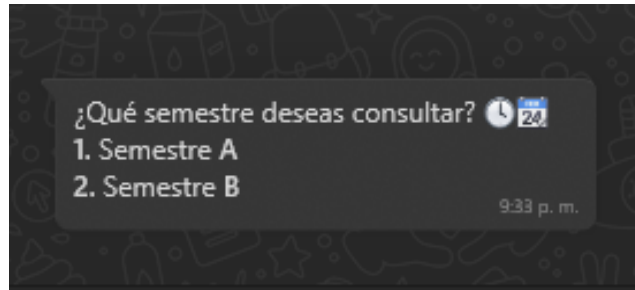 ¿Qué semestre deseas consultar? 🕓📆
1. Semestre A
2. Semestre B
9:33 p. m.